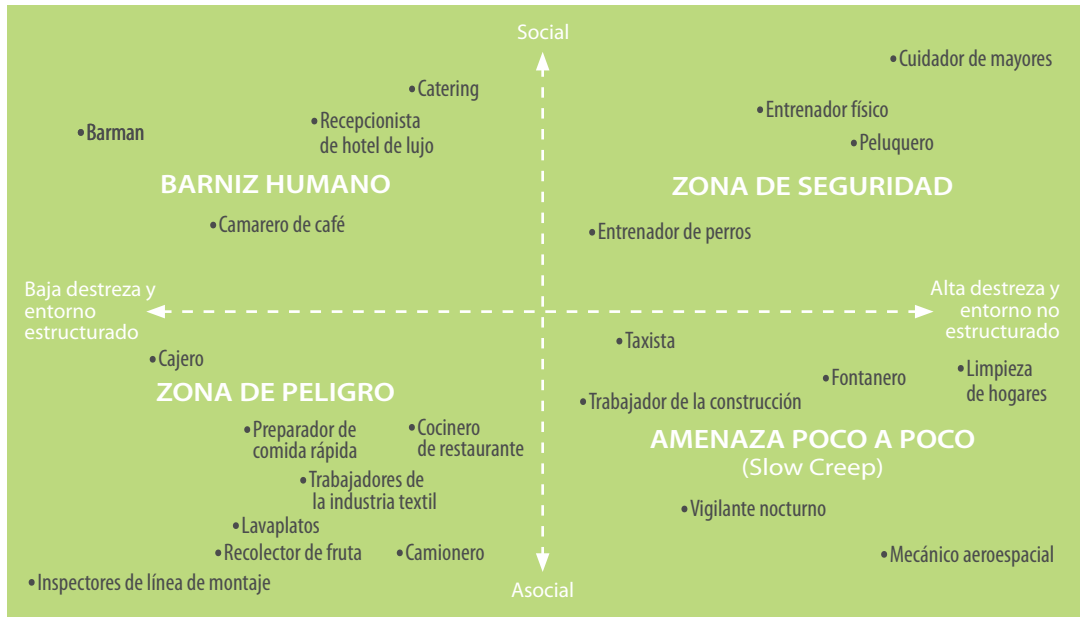 Social
• Cuidador de mayores
• Catering
• Entrenador físico
• Barman
• Recepcionista
de hotel de lujo
• Peluquero
BARNIZ HUMANO
ZONA DE SEGURIDAD
• Camarero de café
• Entrenador de perros
Baja destreza y
entorno
estructurado
Alta destreza y
entorno no
estructurado
• Taxista
• Cajero
• Fontanero
• Limpieza
de hogares
ZONA DE PELIGRO
• Trabajador de la construcción
• Preparador de
comida rápida
• Cocinero
de restaurante
AMENAZA POCO A POCO
(Slow Creep)
• Trabajadores de
la industria textil
• Vigilante nocturno
• Lavaplatos
• Recolector de fruta
• Camionero
• Mecánico aeroespacial
• Inspectores de línea de montaje
Asocial